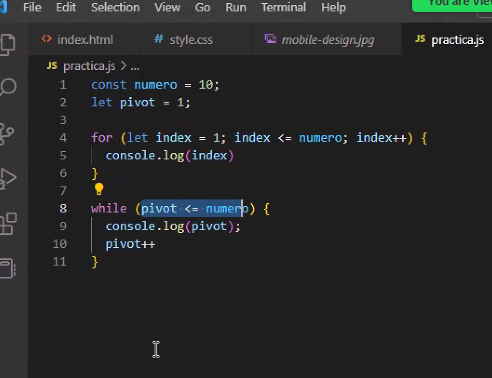 File Edit Selection View Go Run Terminal Help
You are view
index.html # style.css mobile-design.jpg JS practica.js
JS practica.js > ...
1 const numero = 10;
2 let pivot = 1;
3
4 for (let index = 1; index <= numero; index++) {
5 console.log(index)
6 }
7
8 while (pivot <= numero) {
9 console.log(pivot);
10 pivot++
11 }